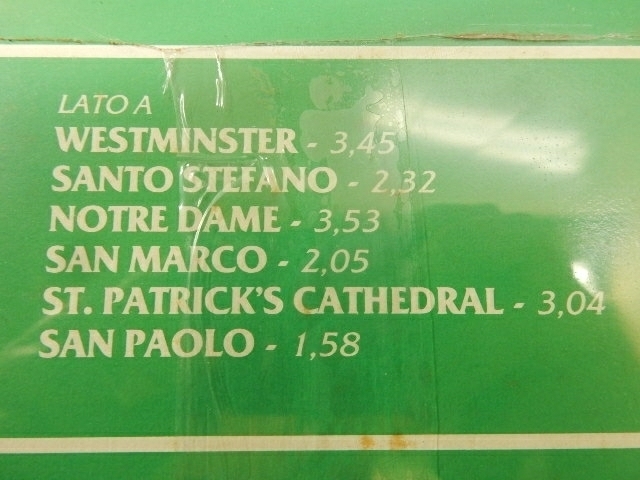 LATO A
WESTMINSTER - 3,45
SANTO STEFANO - 2,32
NOTRE DAME - 3,53
SAN MARCO - 2,05
ST. PATRICK'S CATHEDRAL - 3,04
SAN PAOLO - 1,58